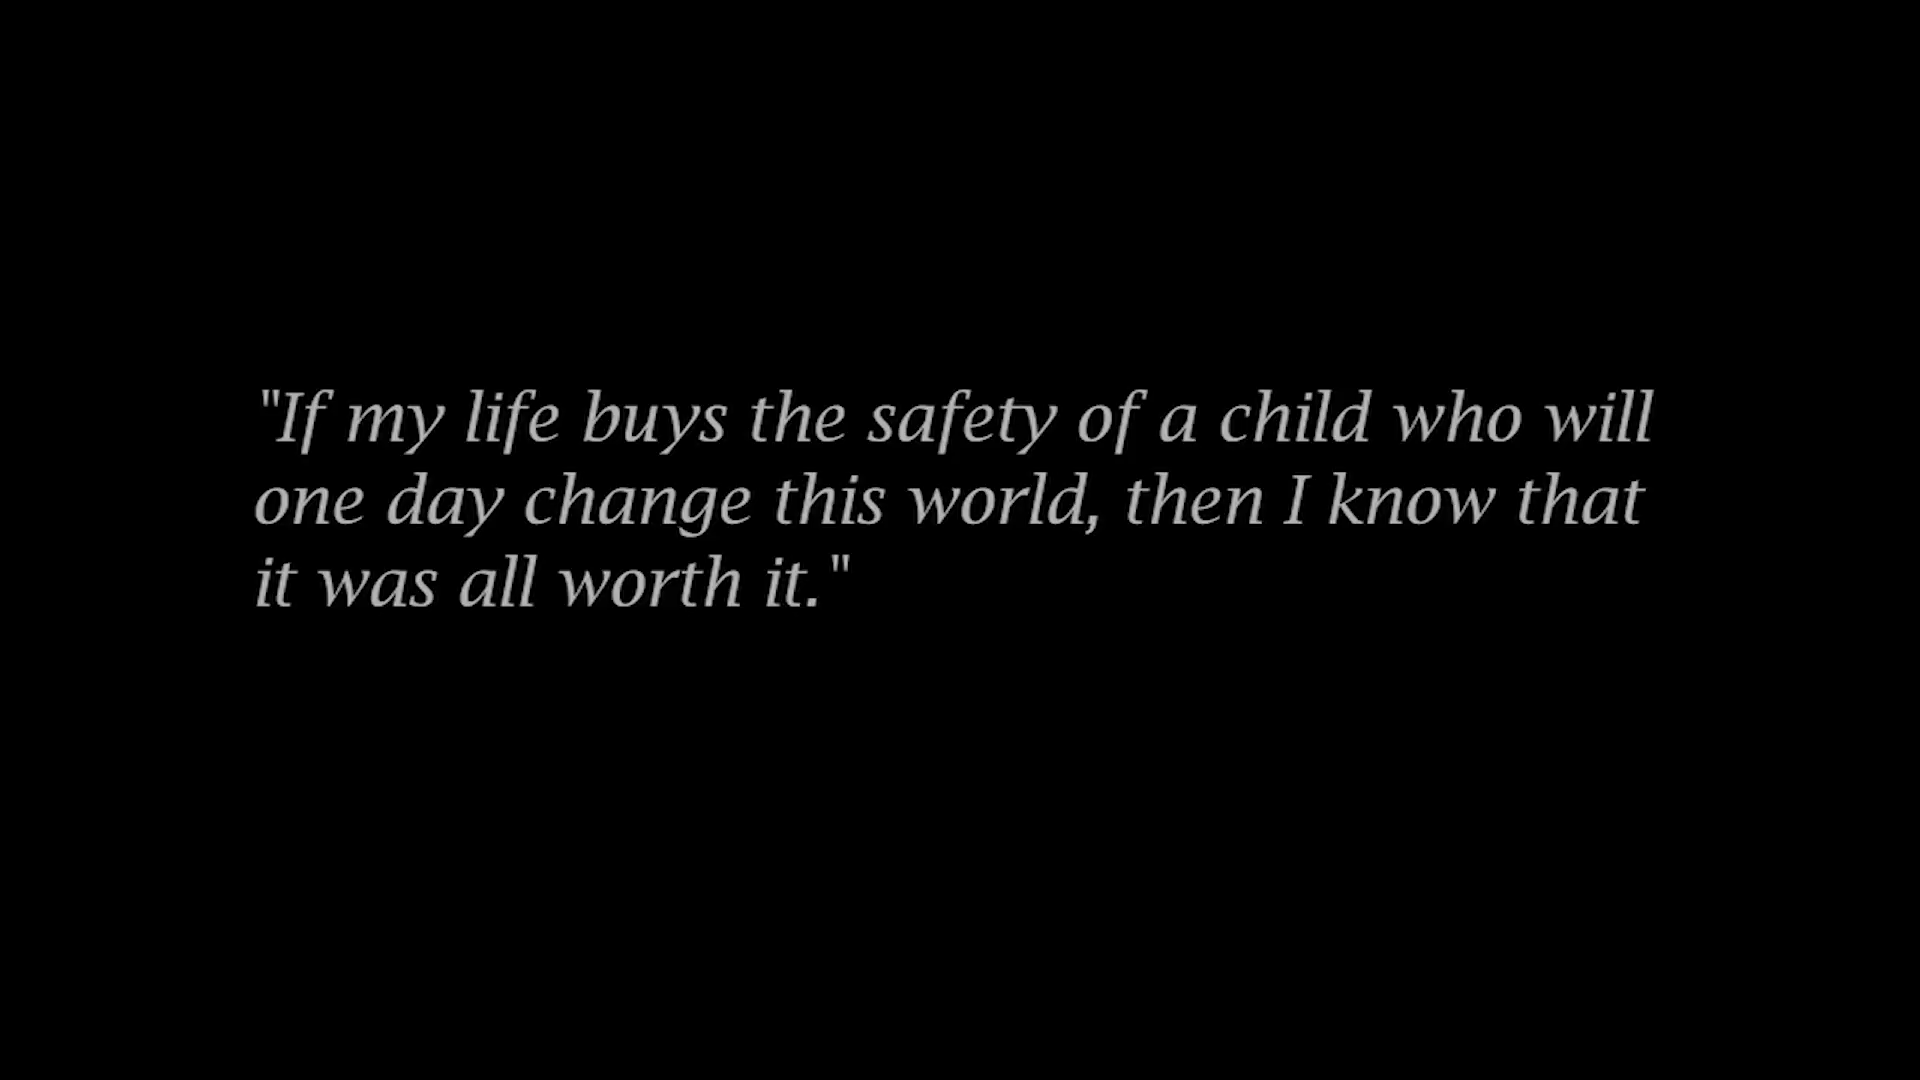 "If my life buys the safety of a child who will
one day change this world, then I know that
it was all worth it."